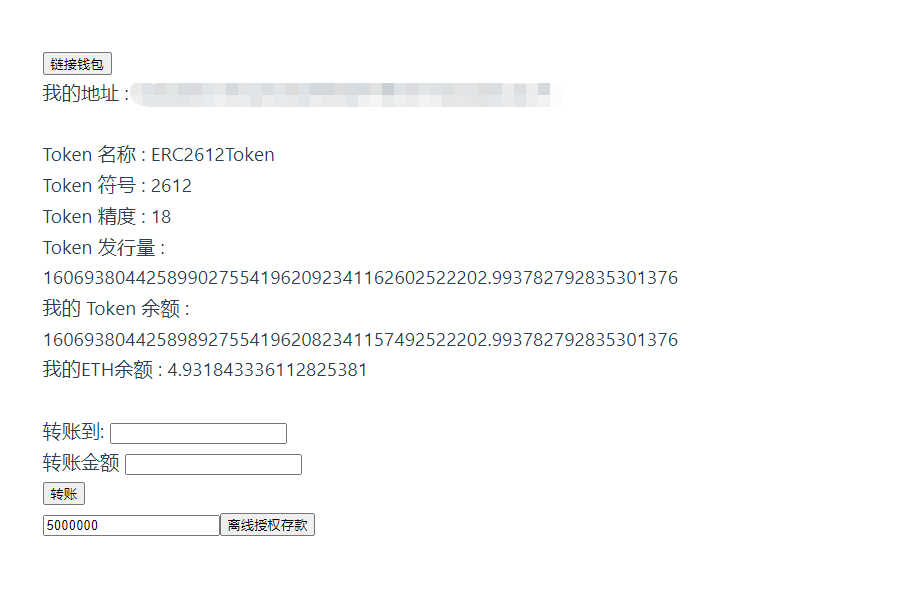 链接钱包
我的地址 :
Token 名称 : ERC2612Token
Token 符号 : 2612
Token 精度 : 18
Token 发行量 :
1606938044258990275541962092341162602522202.993782792835301376
我的 Token 余额 :
1606938044258989275541962082341157492522202.993782792835301376
我的ETH余额 : 4.931843336112825381
转账到:
转账金额
转账
5000000 离线授权存款